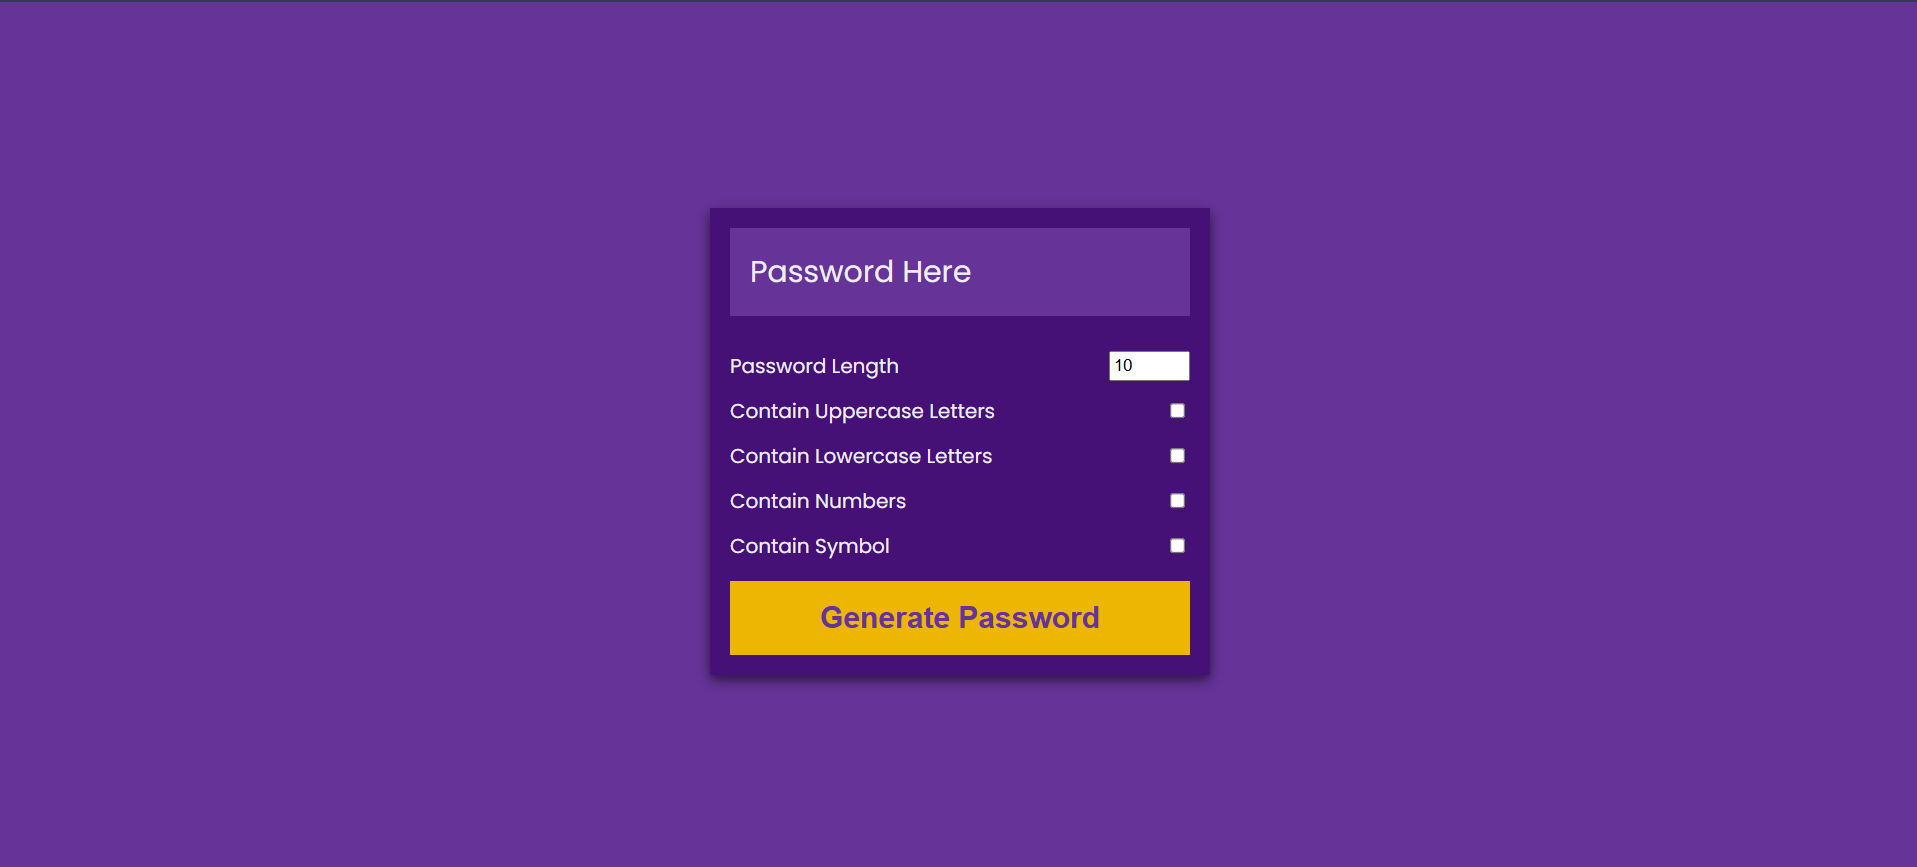 Password Here
Password Length 10
Contain Uppercase Letters
Contain Lowercase Letters
Contain Numbers
Contain Symbol
Generate Password